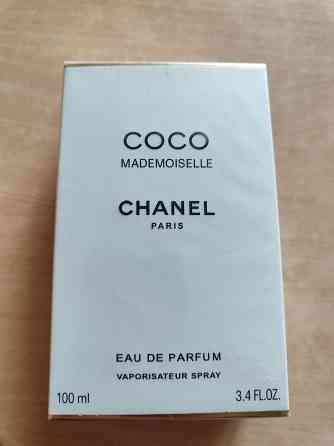 COCO
MADEMOISELLE
CHANEL
PARIS
EAU DE PARFUM
VAPORISATEUR SPRAY
100 ml 3.4 FL.OZ.